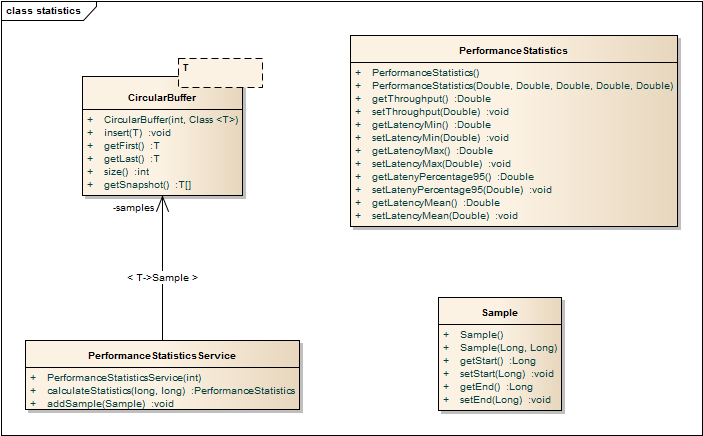 class statistics
T
CircularBuffer
+ CircularBuffer(int, Class <T>)
+ insert(T) :void
+ getFirst() :T
+ getLast() :T
+ size() :int
+ getSnapshot() :T[]
-samples
< T->Sample >
PerformanceStatisticsService
+ PerformanceStatisticsService(int)
+ calculateStatistics(long, long) :PerformanceStatistics
+ addSample(Sample) :void
PerformanceStatistics
+ PerformanceStatistics()
+ PerformanceStatistics(Double, Double, Double, Double, Double)
+ getThroughput() :Double
+ setThroughput(Double) :void
+ getLatencyMin() :Double
+ setLatencyMin(Double) :void
+ getLatencyMax() :Double
+ setLatencyMax(Double) :void
+ getLatenyPercentage95() :Double
+ setLatenyPercentage95(Double) :void
+ getLatencyMean() :Double
+ setLatencyMean(Double) :void
Sample
+ Sample()
+ Sample(Long, Long)
+ getStart() :Long
+ setStart(Long) :void
+ getEnd() :Long
+ setEnd(Long) :void